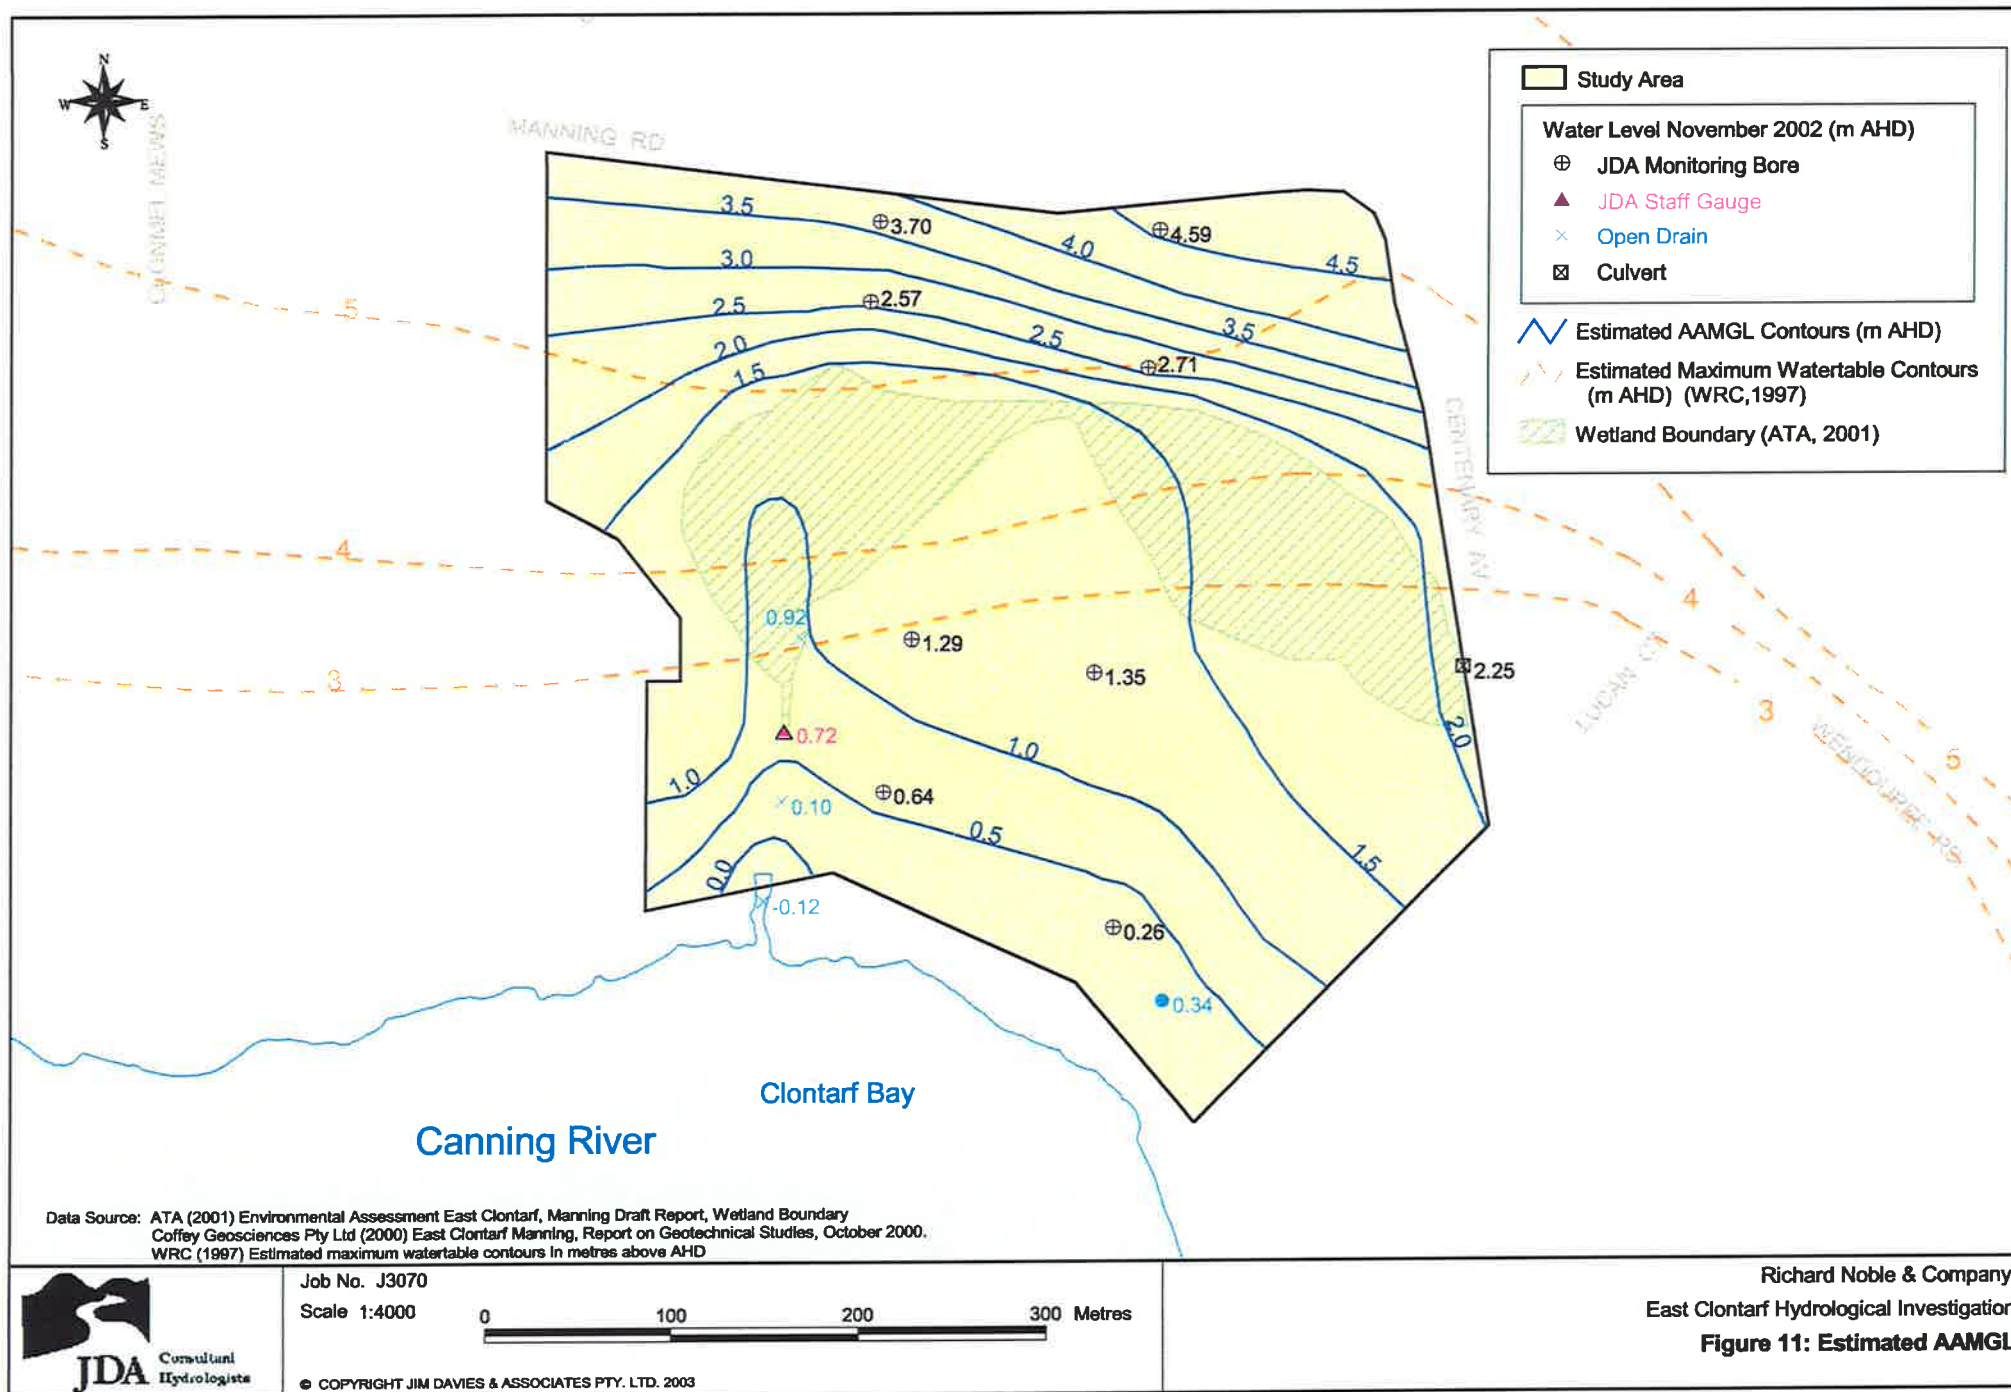 N
W E
S
CLONMEL MEWS
MANNING RD
Study Area
Water Level November 2002 (m AHD)
JDA Monitoring Bore
JDA Staff Gauge
Open Drain
Culvert
Estimated AAMGL Contours (m AHD)
Estimated Maximum Watertable Contours
(m AHD) (WRC,1997)
Wetland Boundary (ATA, 2001)
3.5
3.70
4.0
4.59
4.5
3.0
2.57
2.5
5
3.5
2.0
2.5
2.71
1.5
CENTENARY AV
4
4
0.92
1.29
1.35
2.25
3
LUCAN CT
3
2.0
0.72
1.0
WENDOUREE RD
5
1.0
0.64
0.10
0.5
1.5
0.0
-0.12
0.26
0.34
Clontarf Bay
Canning River
Data Source: ATA (2001) Environmental Assessment East Clontarf, Manning Draft Report, Wetland Boundary
Coffey Geosciences Pty Ltd (2000) East Clontarf Manning, Report on Geotechnical Studies, October 2000.
WRC (1997) Estimated maximum watertable contours in metres above AHD
JDA Consultant
Hydrologists
Job No. J3070
Scale 1:4000
0 100 200 300 Metres
© COPYRIGHT JIM DAVIES & ASSOCIATES PTY. LTD. 2003
Richard Noble & Company
East Clontarf Hydrological Investigation
Figure 11: Estimated AAMGL